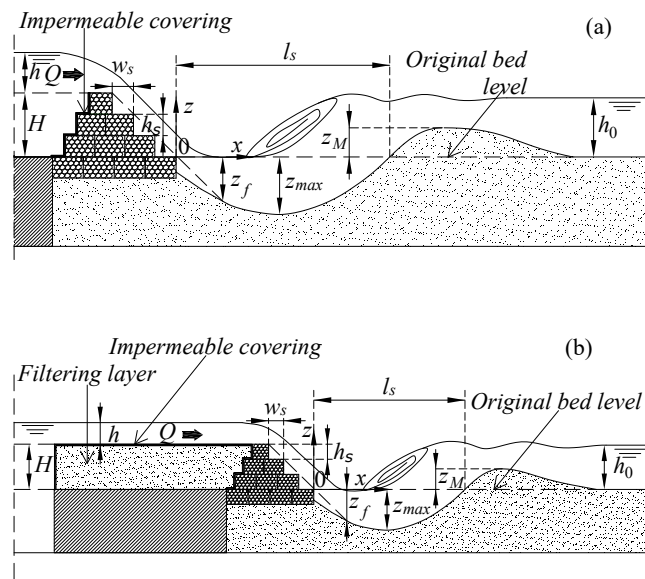 Impermeable covering
(a)
w_s
l_s
Original bed
level
h
Q
z
h_s
H
z_M
h_0
0
x
z_f
z_max
Impermeable covering
(b)
Filtering layer
w_s
l_s
Original bed level
h
Q
z
h_s
H
0
x
z_M
h_0
z_f
z_max